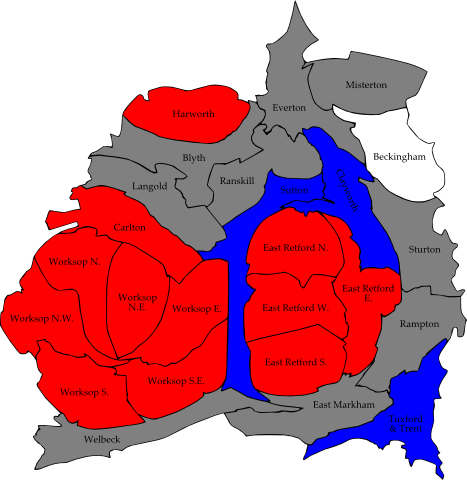 Misterton
Everton
Harworth
Beckingham
Blyth
Ranskill
Langold
Sutton
Clayworth
Carlton
East Retford N.
Sturton
Worksop N.
East Retford
E.
Worksop
N.E.
Worksop E.
East Retford W.
Worksop N.W.
Rampton
East Retford S.
Worksop S.E.
Worksop S.
East Markham
Tuxford
& Trent
Welbeck